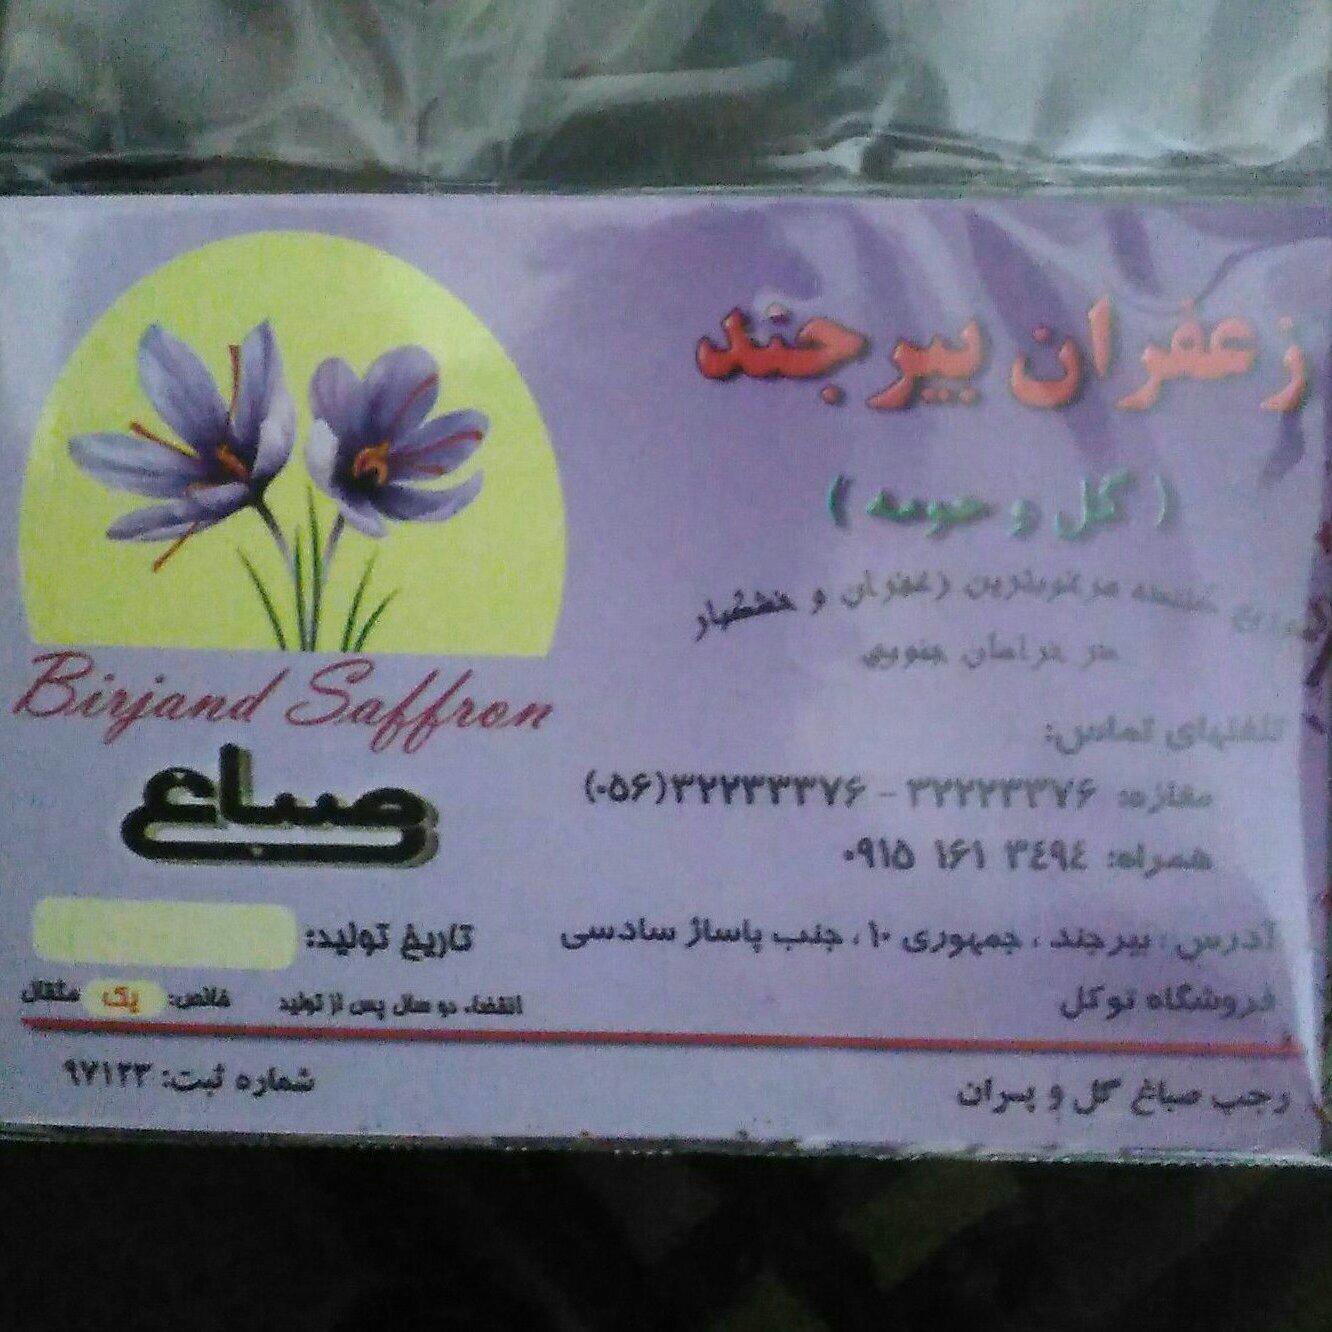 زعفران بیرجند
( گل و حومه )
توزیع کننده مرغوبترین زعفران و خشکبار
در خراسان جنوبی
تلفنهای تماس:
مغازه: ۳۲۲۲۳۳۷۶ - ۳۲۲۳۳۳۷۶(۰۵۶)
همراه: ۳۴۹۴ ۱۶۱ ۰۹۱۵
آدرس: بیرجند، جمهوری ۱۰، جنب پاساژ سادسی
فروشگاه توکل
رجب صباغ گل و پسران
Birjand Saffron
صباغ
تاریخ تولید:
انقضاء دو سال پس از تولید
خالص: یک مثقال
شماره ثبت: ۹۷۱۲۳